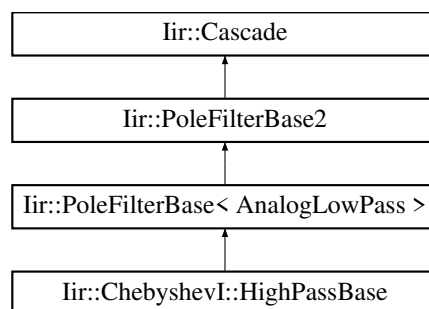 Iir::Cascade
Iir::PoleFilterBase2
Iir::PoleFilterBase< AnalogLowPass >
Iir::ChebyshevI::HighPassBase